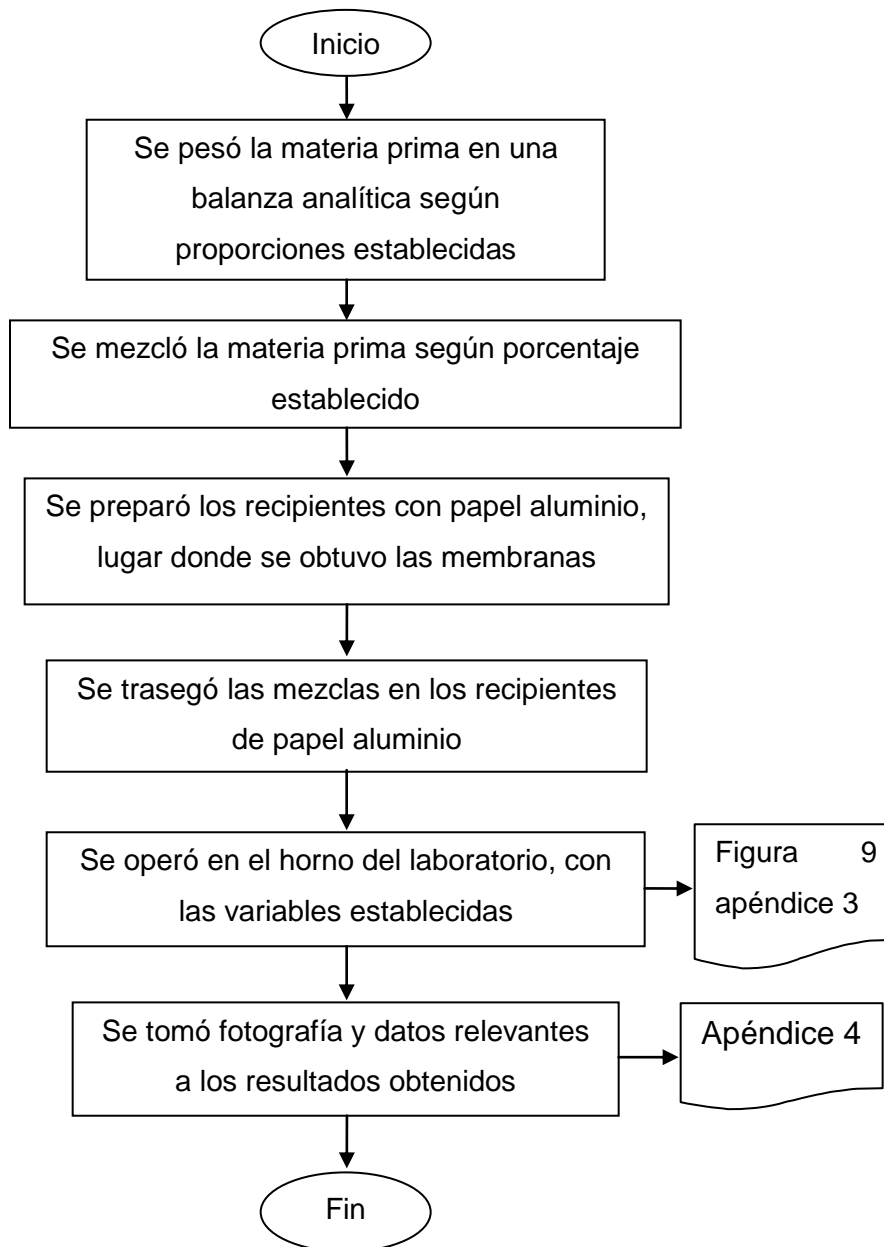 Inicio
Se pesó la materia prima en una
balanza analítica según
proporciones establecidas
Se mezcló la materia prima según porcentaje
establecido
Se preparó los recipientes con papel aluminio,
lugar donde se obtuvo las membranas
Se trasegó las mezclas en los recipientes
de papel aluminio
Se operó en el horno del laboratorio, con
las variables establecidas
Figura 9
apéndice 3
Se tomó fotografía y datos relevantes
a los resultados obtenidos
Apéndice 4
Fin